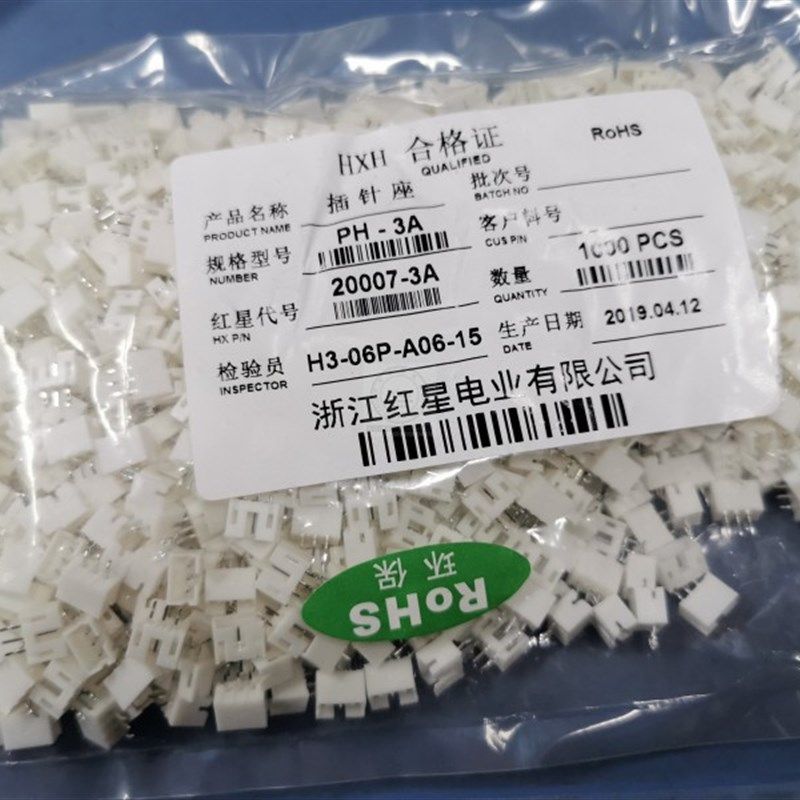 HXH 合格证
QUALIFIED
RoHS
产品名称 插针座
PRODUCT NAME
批次号
BATCH NO
规格型号 PH-3A
NUMBER
客户料号
CUS P/N
红星代号 20007-3A
HX P/N
数量 1000 PCS
QUANTITY
检验员 H3-06P-A06-15
INSPECTOR
生产日期 2019.04.12
DATE
浙江红星电业有限公司
环保
RoHS